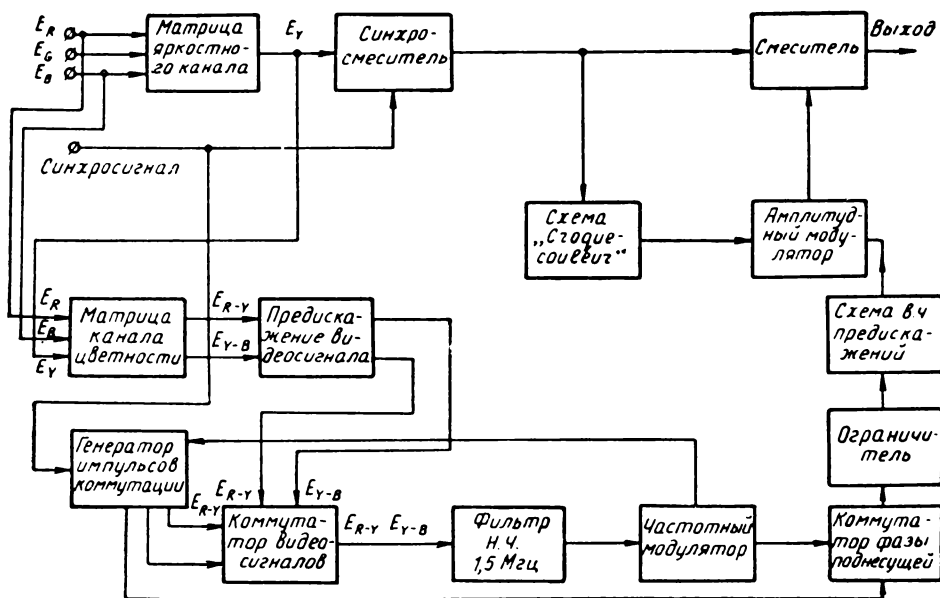 E_R
E_G
E_B
Матрица
яркостно-
го канала
E_Y
Синхро-
смеситель
Смеситель
Выход
Синхросигнал
Схема
„Сгодие-
соиввич“
Амплитуд-
ный моду-
лятор
E_R
E_B
E_Y
Матрица
канала
цветности
E_R-Y
E_Y-B
Предиска-
жение ви-
деосигнала
Схема в.ч
предиска-
жений
Ограничи-
тель
Генератор
импульсов
коммутации
E_R-Y
E_R-Y
E_Y-B
Коммута-
тор видео-
сигналов
E_R-Y E_Y-B
Фильтр
Н.Ч.
1,5 Мгц
Частотный
модулятор
Коммута-
тор фазы
поднесущей